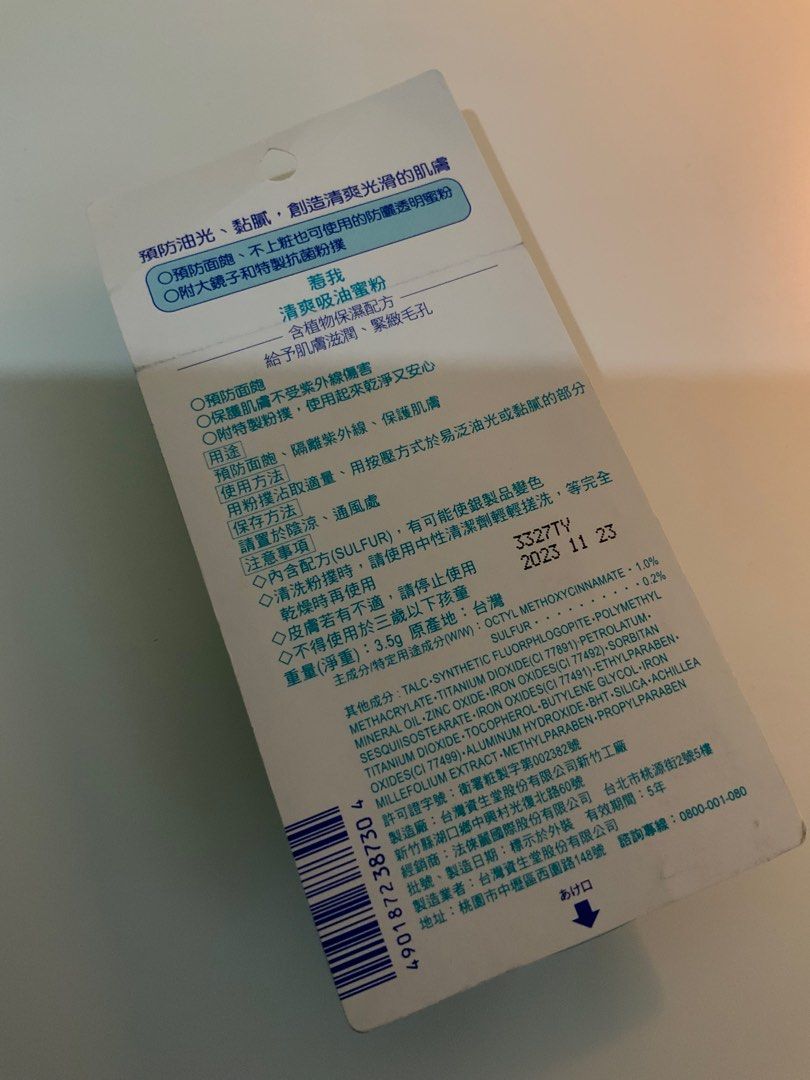 預防油光、黏膩，創造清爽光滑的肌膚
○預防面皰、不上粧也可使用的防曬透明蜜粉
○附大鏡子和特製抗菌粉撲
惹我
清爽吸油蜜粉
含植物保濕配方
給予肌膚滋潤、緊緻毛孔
○預防面皰
○保護肌膚不受紫外線傷害
○附特製粉撲，使用起來乾淨又安心
用途
預防面皰、隔離紫外線、保護肌膚
使用方法
用粉撲沾取適量、用按壓方式於易泛油光或黏膩的部分
保存方法
請置於陰涼、通風處
注意事項
◇內含配方(SULFUR)，有可能使銀製品變色
◇清洗粉撲時，請使用中性清潔劑輕輕搓洗，等完全
乾燥時再使用
◇皮膚若有不適，請停止使用
◇不得使用於三歲以下孩童
3327TY
2023 11 23
重量(淨重)：3.5g 原產地：台灣
主成分(特定用途成分(W/W)：OCTYL METHOXYCINNAMATE・1.0%
SULFUR・・・・・・・・・・0.2%
其他成分：TALC・SYNTHETIC FLUORPHLOGOPITE・POLYMETHYL
METHACRYLATE・TITANIUM DIOXIDE(CI 77891)・PETROLATUM・
MINERAL OIL・ZINC OXIDE・IRON OXIDES(CI 77492)・SORBITAN
SESQUIISOSTEARATE・IRON OXIDES(CI 77491)・ETHYLPARABEN・
TITANIUM DIOXIDE・TOCOPHEROL・BUTYLENE GLYCOL・IRON
OXIDES(CI 77499)・ALUMINUM HYDROXIDE・BHT・SILICA・ACHILLEA
MILLEFOLIUM EXTRACT・METHYLPARABEN・PROPYLPARABEN
許可證字號：衛署粧製字第002382號
製造廠：台灣資生堂股份有限公司新竹工廠
新竹縣湖口鄉中興村光復北路60號
經銷商：法徠麗國際股份有限公司 台北市桃源街2號5樓
批號、製造日期：標示於外裝 有效期間：5年
製造業者：台灣資生堂股份有限公司
地址：桃園市中壢區西園路148號 諮詢專線：0800-001-080
あけ口
4901872387304